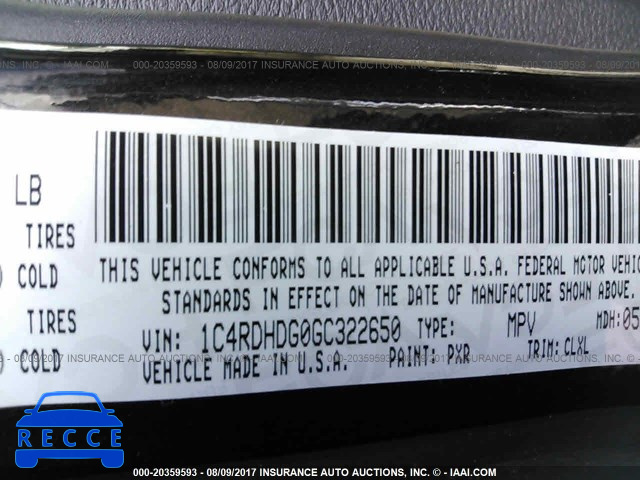 000-20359593 - 08/09/2017 INSURANCE AUTO AUCTIONS, INC. - © - IAAI.COM
LB
TIRES
COLD
TIRES
COLD
THIS VEHICLE CONFORMS TO ALL APPLICABLE U.S.A. FEDERAL MOTOR VEHIC
STANDARDS IN EFFECT ON THE DATE OF MANUFACTURE SHOWN ABOVE.
VIN: 1C4RDHDG0GC322650 TYPE: MPV MDH: 05
VEHICLE MADE IN U.S.A. PAINT: PXR TRIM: CLXL
RECCE
000-20359593 - 08/09/2017 INSURANCE AUTO AUCTIONS, INC. - © - IAAI.COM